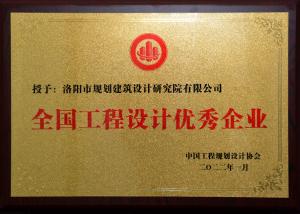 授予：洛阳市规划建筑设计研究院有限公司
全国工程设计优秀企业
中国工程规划设计协会
二〇二二年一月